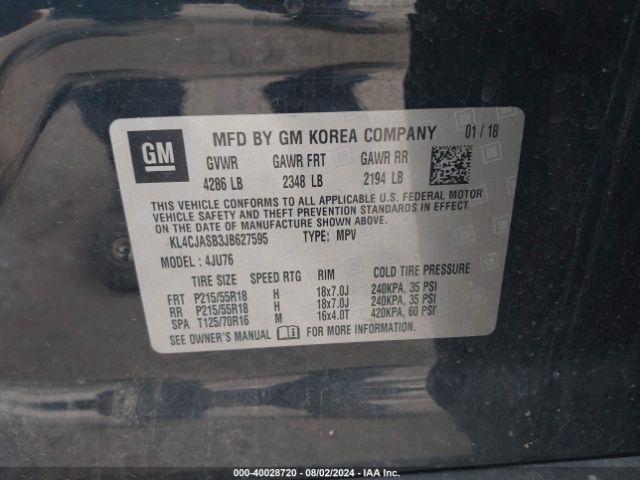 GM MFD BY GM KOREA COMPANY 01 / 18
GVWR GAWR FRT GAWR RR
4286 LB 2348 LB 2194 LB
THIS VEHICLE CONFORMS TO ALL APPLICABLE U.S. FEDERAL MOTOR
VEHICLE SAFETY AND THEFT PREVENTION STANDARDS IN EFFECT
ON THE DATE OF MANUFACTURE SHOWN ABOVE.
KL4CJASB3JB627595 TYPE: MPV
MODEL: 4JU76
TIRE SIZE SPEED RTG RIM COLD TIRE PRESSURE
FRT P215/55R18 H 18x7.0J 240KPA, 35 PSI
RR P215/55R18 H 18x7.0J 240KPA, 35 PSI
SPA T125/70R16 M 16x4.0T 420KPA, 60 PSI
SEE OWNER'S MANUAL FOR MORE INFORMATION.
000-40028720 - 08/02/2024 - IAA Inc.